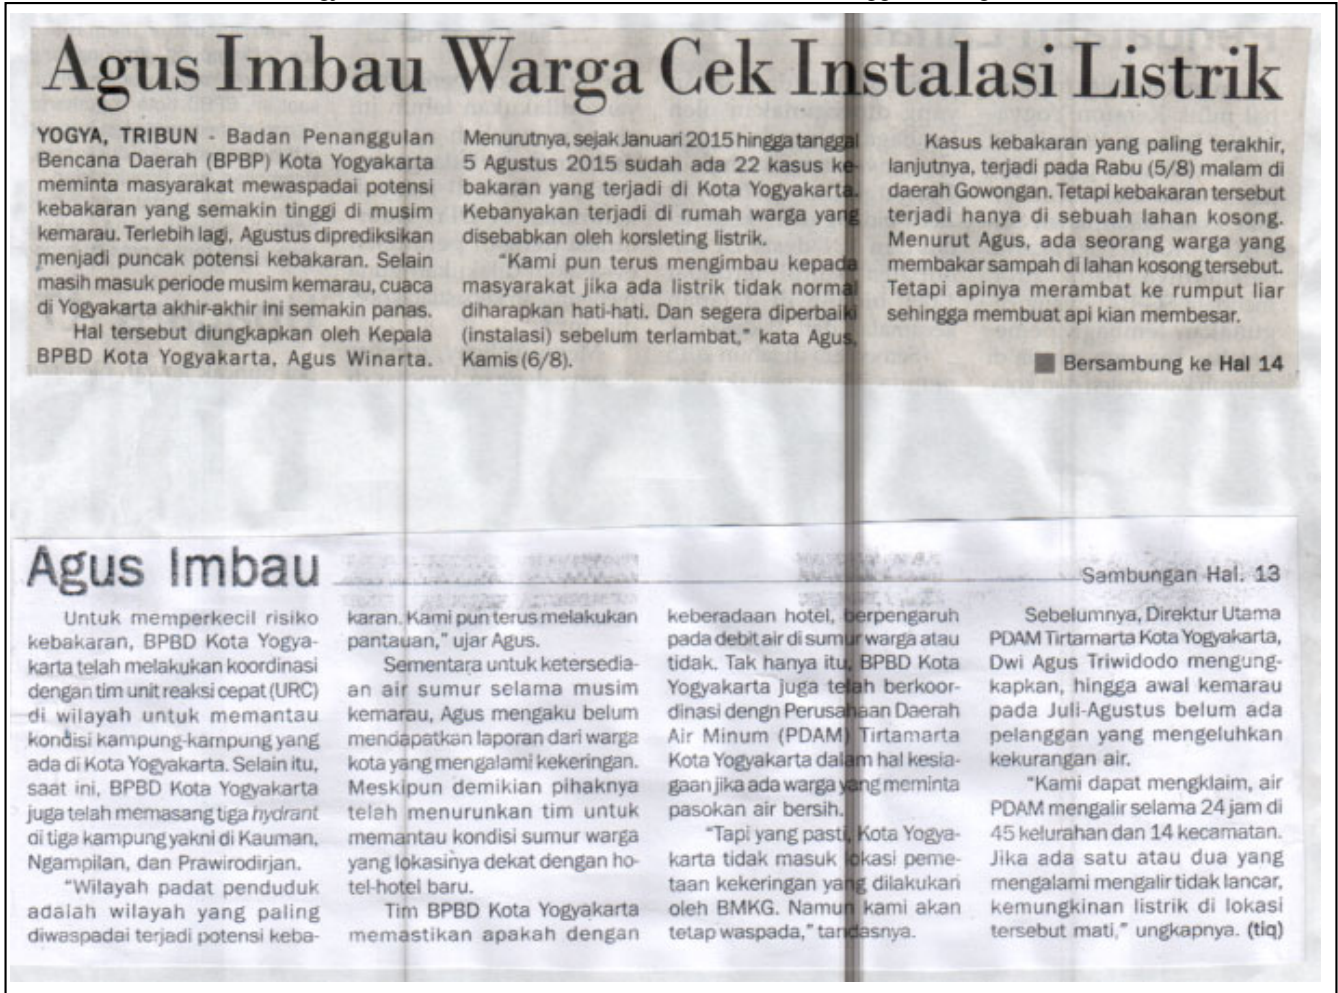 Agus Imbau Warga Cek Instalasi Listrik
YOGYA, TRIBUN - Badan Penanggulan
Bencana Daerah (BPBP) Kota Yogyakarta
meminta masyarakat mewaspadai potensi
kebakaran yang semakin tinggi di musim
kemarau. Terlebih lagi, Agustus diprediksikan
menjadi puncak potensi kebakaran. Selain
masih masuk periode musim kemarau, cuaca
di Yogyakarta akhir-akhir ini semakin panas.
Hal tersebut diungkapkan oleh Kepala
BPBD Kota Yogyakarta, Agus Winarta.
Menurutnya, sejak Januari 2015 hingga tanggal
5 Agustus 2015 sudah ada 22 kasus ke-
bakaran yang terjadi di Kota Yogyakarta.
Kebanyakan terjadi di rumah warga yang
disebabkan oleh korsleting listrik.
"Kami pun terus mengimbau kepada
masyarakat jika ada listrik tidak normal
diharapkan hati-hati. Dan segera diperbaiki
(instalasi) sebelum terlambat," kata Agus,
Kamis (6/8).
Kasus kebakaran yang paling terakhir,
lanjutnya, terjadi pada Rabu (5/8) malam di
daerah Gowongan. Tetapi kebakaran tersebut
terjadi hanya di sebuah lahan kosong.
Menurut Agus, ada seorang warga yang
membakar sampah di lahan kosong tersebut.
Tetapi apinya merambat ke rumput liar
sehingga membuat api kian membesar.
Bersambung ke Hal 14
Agus Imbau
Sambungan Hal. 13
Untuk memperkecil risiko
kebakaran, BPBD Kota Yogya-
karta telah melakukan koordinasi
dengan tim unit reaksi cepat (URC)
di wilayah untuk memantau
kondisi kampung-kampung yang
ada di Kota Yogyakarta. Selain itu,
saat ini, BPBD Kota Yogyakarta
juga telah memasang tiga hydrant
di tiga kampung yakni di Kauman,
Ngampilan, dan Prawirodirjan.
"Wilayah padat penduduk
adalah wilayah yang paling
diwaspadai terjadi potensi keba-
karan. Kami pun terus melakukan
pantauan," ujar Agus.
Sementara untuk ketersedia-
an air sumur selama musim
kemarau, Agus mengaku belum
mendapatkan laporan dari warga
kota yang mengalami kekeringan.
Meskipun demikian pihaknya
telah menurunkan tim untuk
memantau kondisi sumur warga
yang lokasinya dekat dengan ho-
tel-hotel baru.
Tim BPBD Kota Yogyakarta
memastikan apakah dengan
keberadaan hotel, berpengaruh
pada debit air di sumur warga atau
tidak. Tak hanya itu, BPBD Kota
Yogyakarta juga telah berkoor-
dinasi dengn Perusahaan Daerah
Air Minum (PDAM) Tirtamarta
Kota Yogyakarta dalam hal kesia-
gaan jika ada warga yang meminta
pasokan air bersih.
"Tapi yang pasti, Kota Yogya-
karta tidak masuk lokasi peme-
taan kekeringan yang dilakukan
oleh BMKG. Namun kami akan
tetap waspada," tandasnya.
Sebelumnya, Direktur Utama
PDAM Tirtamarta Kota Yogyakarta,
Dwi Agus Triwidodo mengung-
kapkan, hingga awal kemarau
pada Juli-Agustus belum ada
pelanggan yang mengeluhkan
kekurangan air.
"Kami dapat mengklaim, air
PDAM mengalir selama 24 jam di
45 kelurahan dan 14 kecamatan.
Jika ada satu atau dua yang
mengalami mengalir tidak lancar,
kemungkinan listrik di lokasi
tersebut mati," ungkapnya. (tiq)